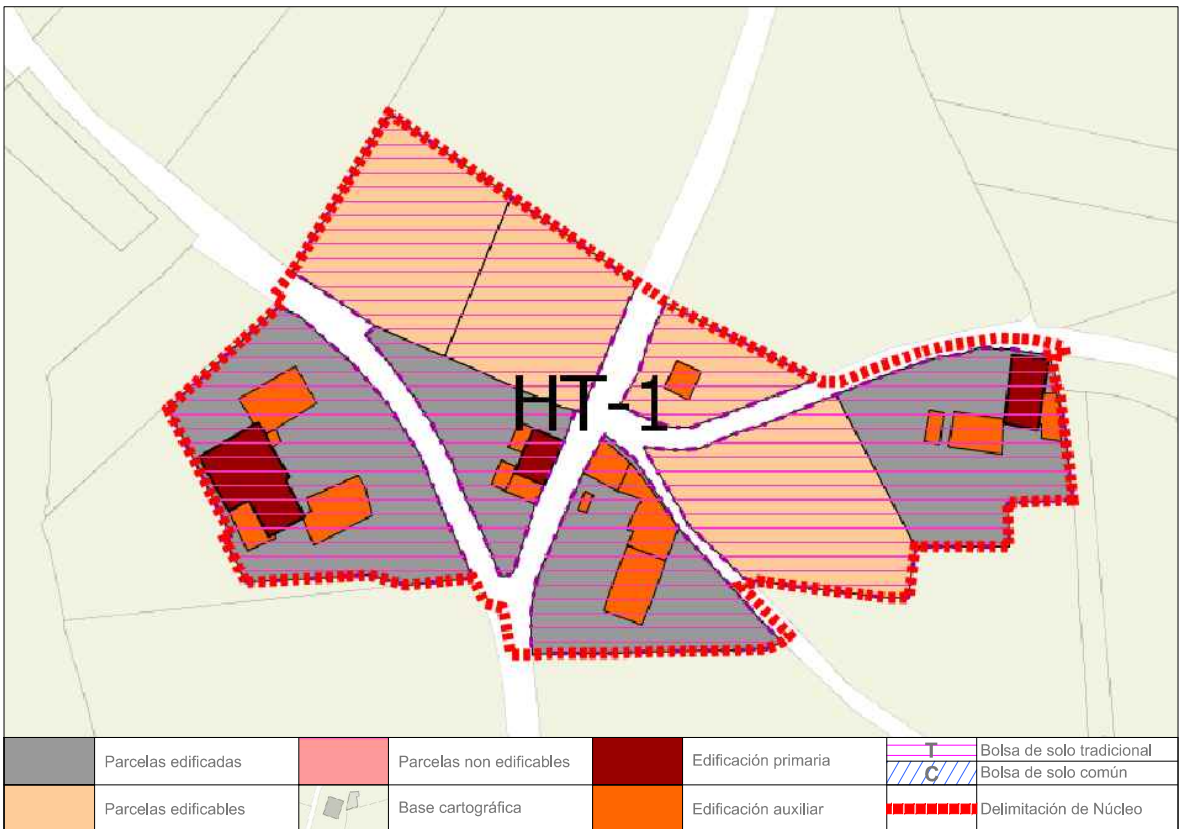 HT-1
Parcelas edificadas
Parcelas non edificables
Edificación primaria
T
Bolsa de solo tradicional
C
Bolsa de solo común
Parcelas edificables
Base cartográfica
Edificación auxiliar
Delimitación de Núcleo